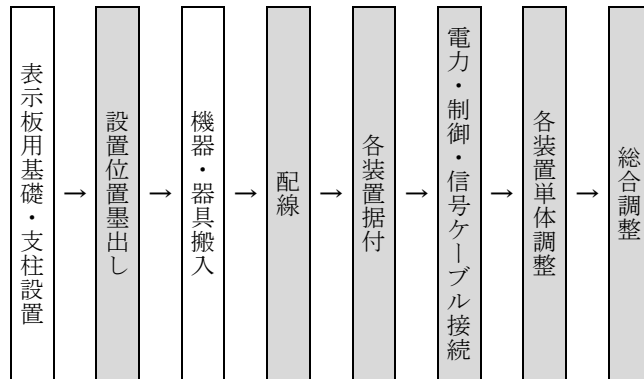 表示板用基礎・支柱設置
→
設置位置墨出し
→
機器・器具搬入
→
配線
→
各装置据付
→
電力・制御・信号ケーブル接続
→
各装置単体調整
→
総合調整